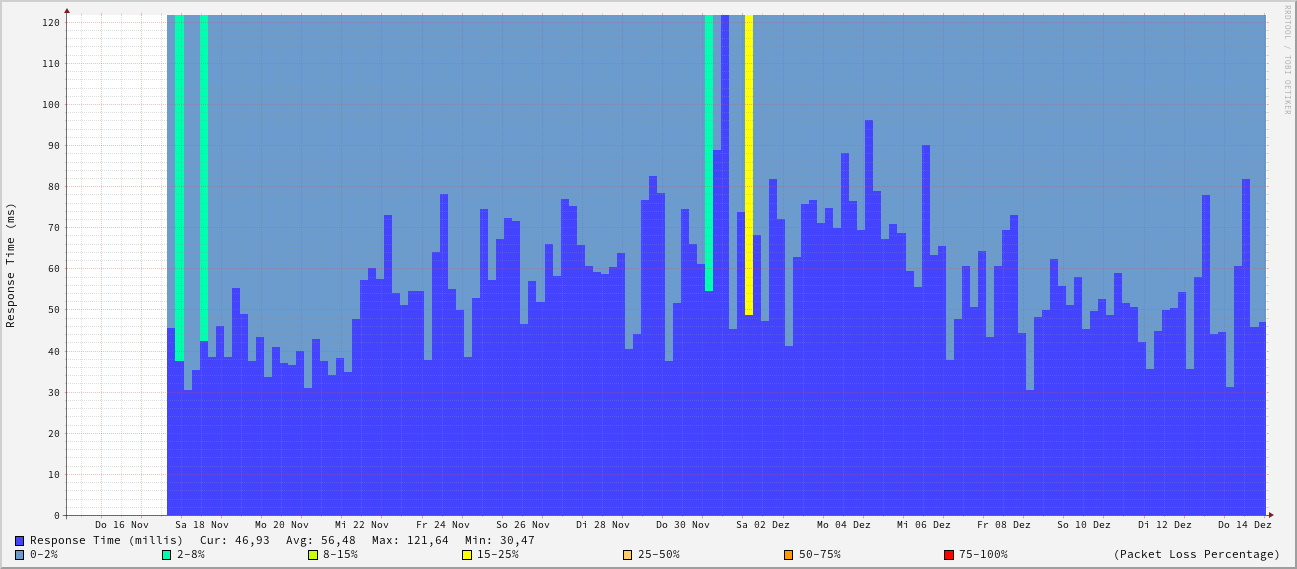 RRDTOOL / TOBI OETIKER
Response Time (ms)
120
110
100
90
80
70
60
50
40
30
20
10
0
Do 16 Nov Sa 18 Nov Mo 20 Nov Mi 22 Nov Fr 24 Nov So 26 Nov Di 28 Nov Do 30 Nov Sa 02 Dez Mo 04 Dez Mi 06 Dez Fr 08 Dez So 10 Dez Di 12 Dez Do 14 Dez
Response Time (millis) Cur: 46,93 Avg: 56,48 Max: 121,64 Min: 30,47
0-2% 2-8% 8-15% 15-25% 25-50% 50-75% 75-100% (Packet Loss Percentage)